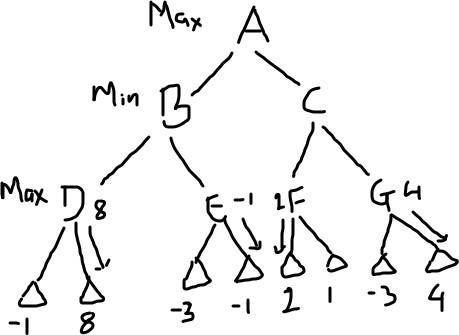 Max A
Min B C
Max D 8 E -1 2 F G 4
-1 8 -3 -1 2 1 -3 4